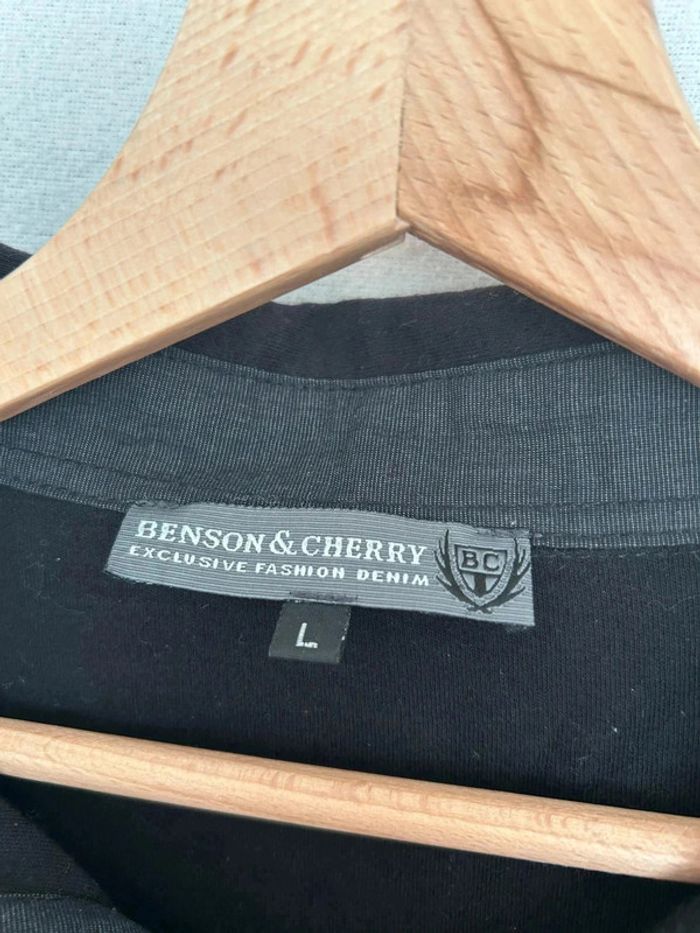 BENSON & CHERRY
EXCLUSIVE FASHION DENIM
BC
L